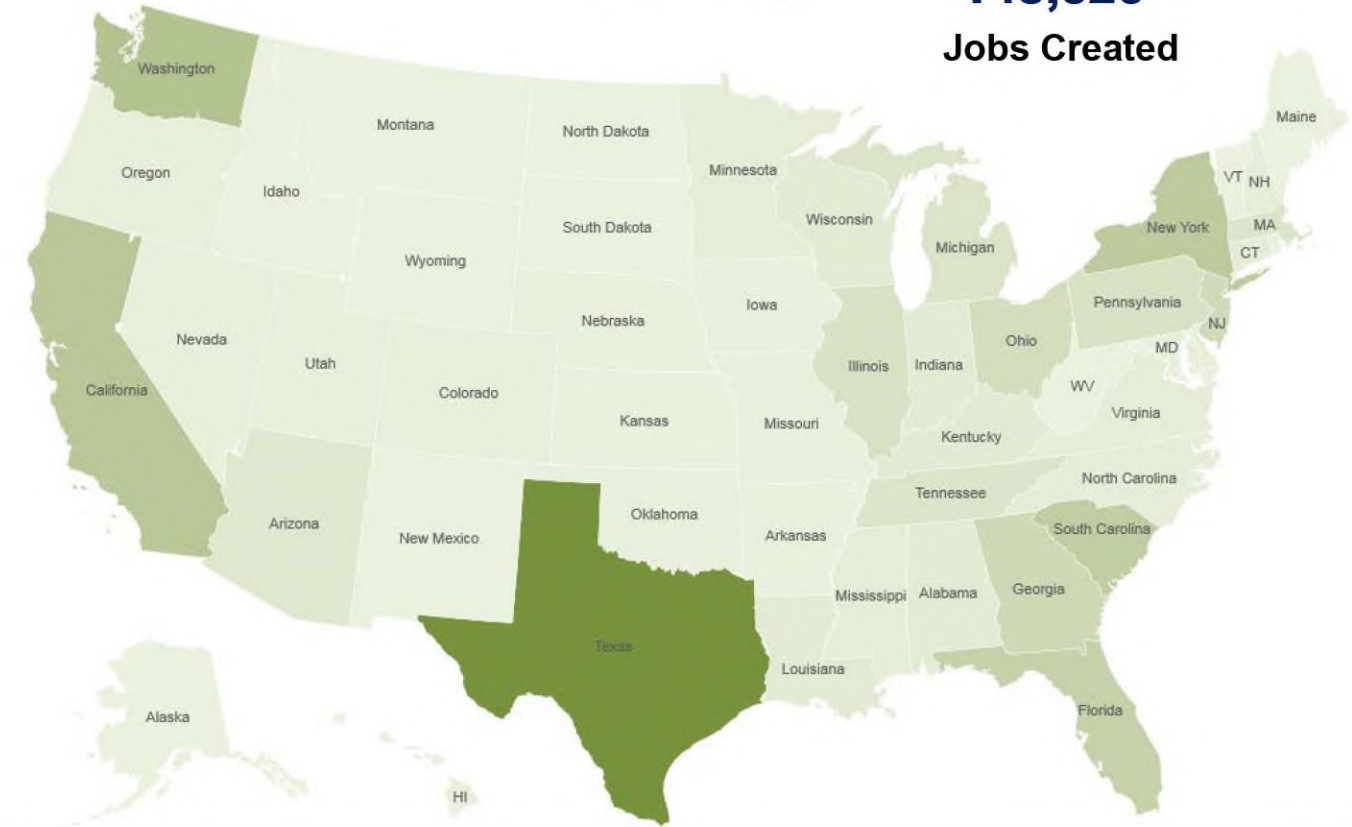 Jobs Created
Washington
Montana
North Dakota
Minnesota
Maine
Oregon
Idaho
South Dakota
Wisconsin
Michigan
New York
VT
NH
MA
CT
Wyoming
Iowa
Nebraska
Pennsylvania
NJ
Nevada
Utah
Colorado
Illinois
Indiana
Ohio
MD
WV
Virginia
California
Kansas
Missouri
Kentucky
Arizona
New Mexico
Oklahoma
Arkansas
Tennessee
North Carolina
South Carolina
Mississippi
Alabama
Georgia
Texas
Louisiana
Florida
Alaska
HI